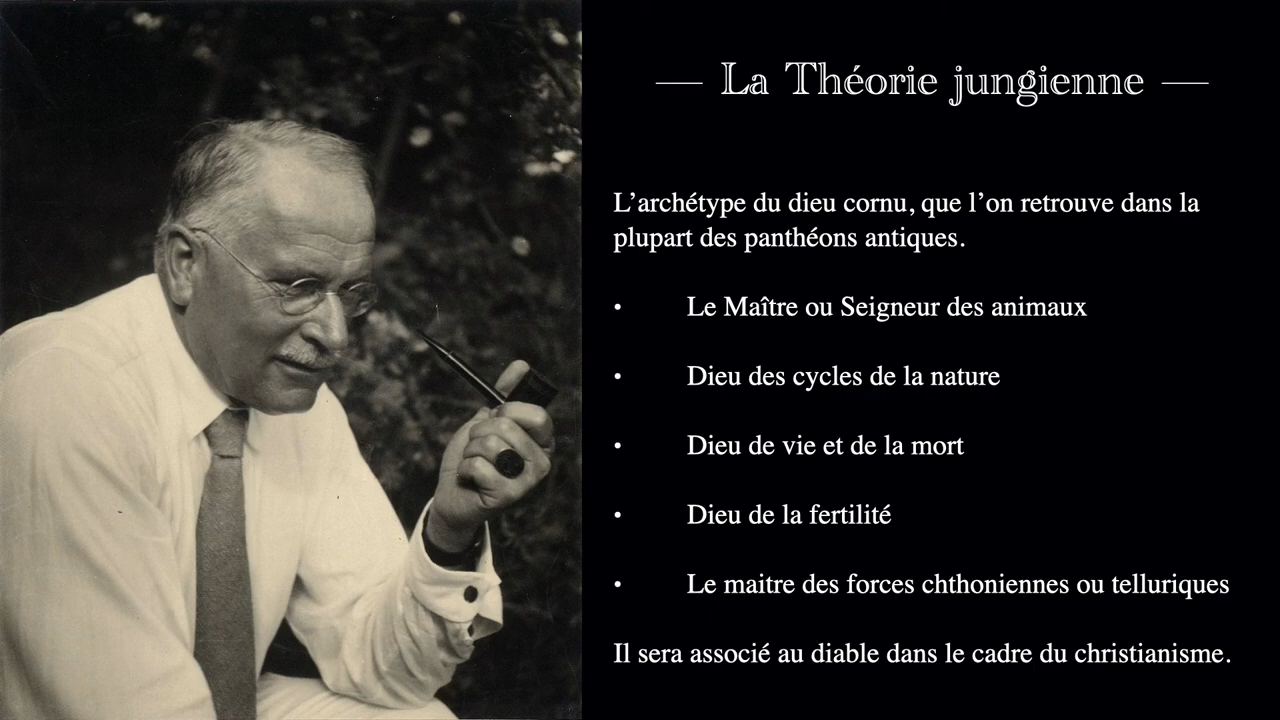 — La Théorie jungienne —
L’archétype du dieu cornu, que l’on retrouve dans la
plupart des panthéons antiques.
• Le Maître ou Seigneur des animaux
• Dieu des cycles de la nature
• Dieu de vie et de la mort
• Dieu de la fertilité
• Le maitre des forces chthoniennes ou telluriques
Il sera associé au diable dans le cadre du christianisme.